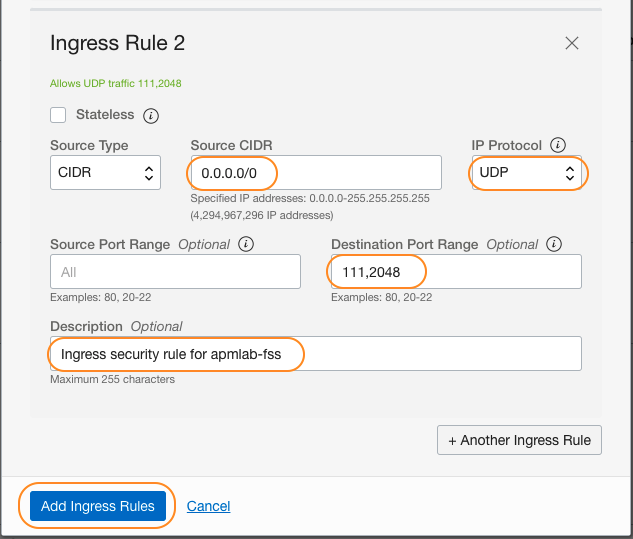 Ingress Rule 2
Allows UDP traffic 111,2048
Stateless
Source Type Source CIDR IP Protocol
CIDR 0.0.0.0/0 UDP
Specified IP addresses: 0.0.0.0-255.255.255.255
(4,294,967,296 IP addresses)
Source Port Range Optional Destination Port Range Optional
All 111,2048
Examples: 80, 20-22 Examples: 80, 20-22
Description Optional
Ingress security rule for apmlab-fss
Maximum 255 characters
+ Another Ingress Rule
Add Ingress Rules Cancel